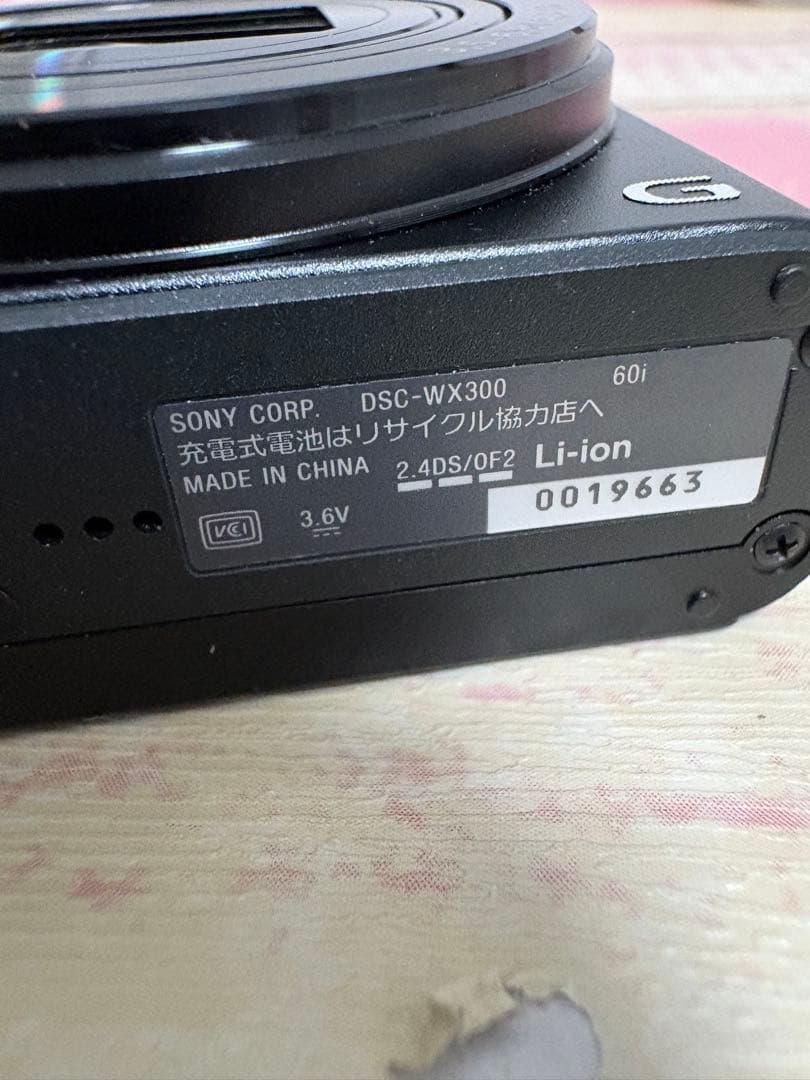 G
SONY CORP. DSC-WX300 60i
充電式電池はリサイクル協力店へ
MADE IN CHINA 2.4DS/OF2 Li-ion
VCI 3.6V 0019663